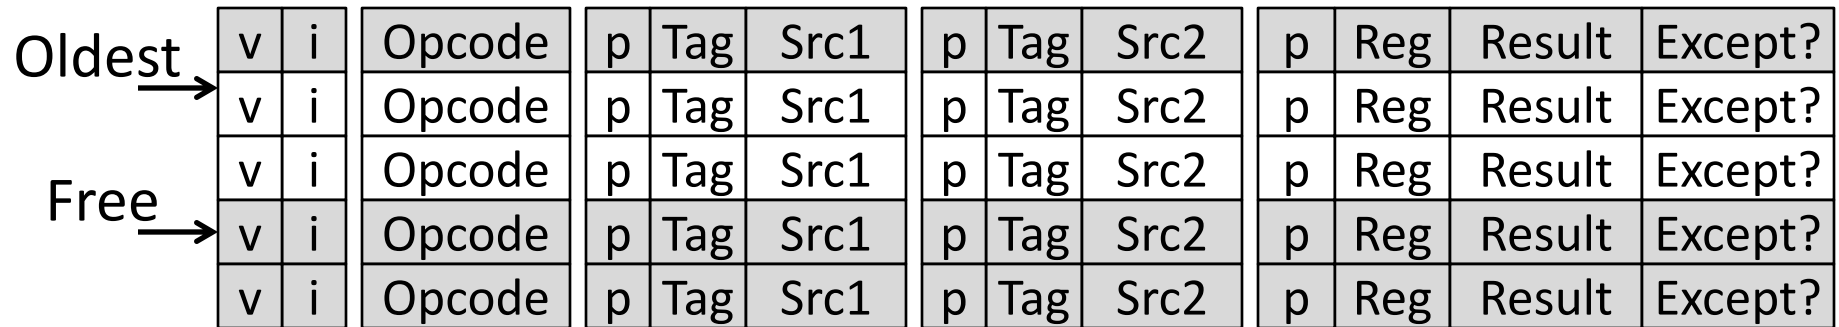 v i Opcode p Tag Src1 p Tag Src2 p Reg Result Except?
Oldest
v i Opcode p Tag Src1 p Tag Src2 p Reg Result Except?
v i Opcode p Tag Src1 p Tag Src2 p Reg Result Except?
Free
v i Opcode p Tag Src1 p Tag Src2 p Reg Result Except?
v i Opcode p Tag Src1 p Tag Src2 p Reg Result Except?